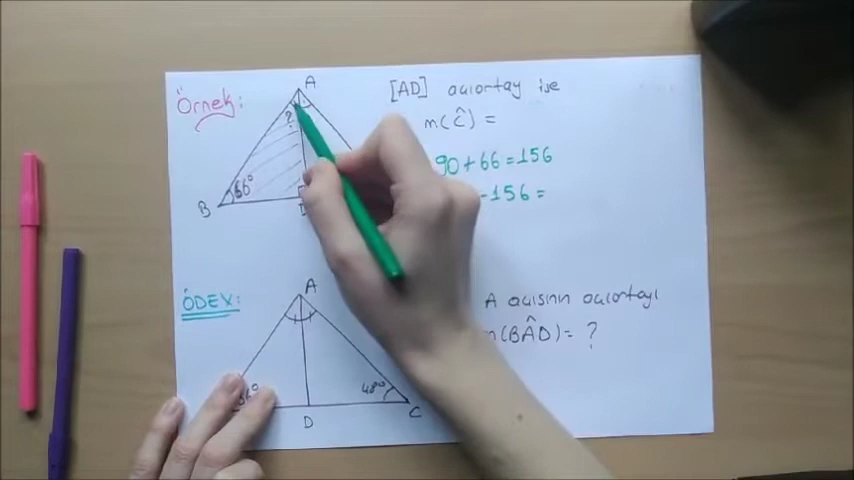 Örnek:
A
[AD] açıortay ise
m(Ĉ) =
?
90+66=156
-156=
66°
B
ÖDEV:
A
A açısının açıortayı
m(BÂD)= ?
48°
D
C